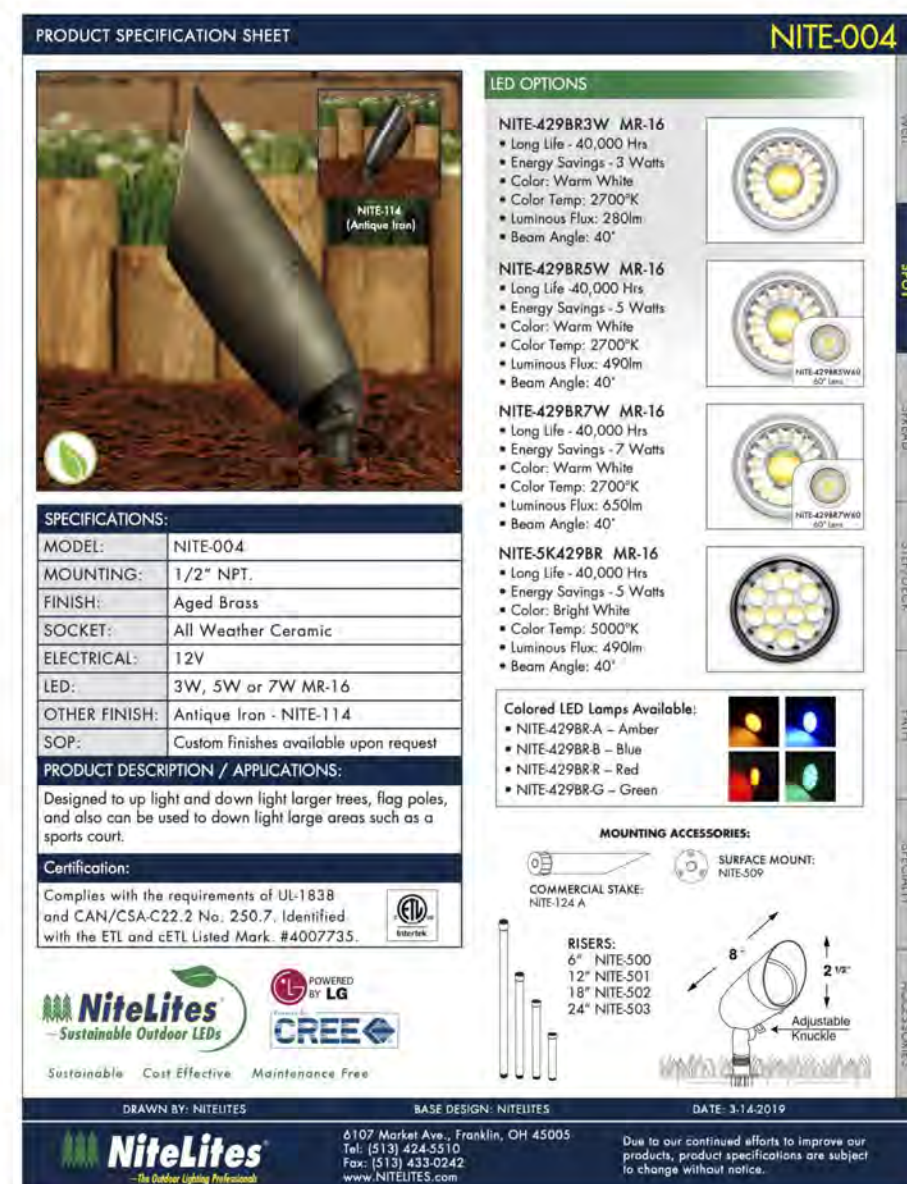 PRODUCT SPECIFICATION SHEET
NITE-004
NITE-114
(Antique Iron)
SPECIFICATIONS:
MODEL: NITE-004
MOUNTING: 1/2" NPT.
FINISH: Aged Brass
SOCKET: All Weather Ceramic
ELECTRICAL: 12V
LED: 3W, 5W or 7W MR-16
OTHER FINISH: Antique Iron - NITE-114
SOP: Custom Finishes available upon request
PRODUCT DESCRIPTION / APPLICATIONS:
Designed to up light and down light larger trees, flag poles,
and also can be used to down light large areas such as a
sports court.
Certification:
Complies with the requirements of UL-1838
and CAN/CSA-C22.2 No. 250.7. Identified
with the ETL and cETL Listed Mark. #4007735.
ETL
Intertek
NiteLites
Sustainable Outdoor LEDs
POWERED
BY LG
CREE
Sustainable Cost Effective Maintenance Free
LED OPTIONS
NITE-429BR3W MR-16
• Long Life - 40,000 Hrs
• Energy Savings - 3 Watts
• Color: Warm White
• Color Temp: 2700°K
• Luminous Flux: 280lm
• Beam Angle: 40°
NITE-429BR5W MR-16
• Long Life -40,000 Hrs
• Energy Savings - 5 Watts
• Color: Warm White
• Color Temp: 2700°K
• Luminous Flux: 490lm
• Beam Angle: 40°
NITE-429BR5W60
60° Lens
NITE-429BR7W MR-16
• Long Life - 40,000 Hrs
• Energy Savings - 7 Watts
• Color: Warm White
• Color Temp: 2700°K
• Luminous Flux: 650lm
• Beam Angle: 40°
NITE-429BR7W60
60° Lens
NITE-5K429BR MR-16
• Long Life - 40,000 Hrs
• Energy Savings - 5 Watts
• Color: Bright White
• Color Temp: 5000°K
• Luminous Flux: 490lm
• Beam Angle: 40°
Colored LED Lamps Available:
• NITE-429BR-A – Amber
• NITE-429BR-B – Blue
• NITE-429BR-R – Red
• NITE-429BR-G – Green
MOUNTING ACCESSORIES:
COMMERCIAL STAKE:
NITE-124 A
SURFACE MOUNT:
NITE-509
RISERS:
6" NITE-500
12" NITE-501
18" NITE-502
24" NITE-503
8"
2 1/2"
Adjustable
Knuckle
DRAWN BY: NITELITES
BASE DESIGN: NITELITES
DATE: 3-14-2019
NiteLites
–The Outdoor Lighting Professionals
6107 Market Ave., Franklin, OH 45005
Tel: (513) 424-5510
Fax: (513) 433-0242
www.NITELITES.com
Due to our continued efforts to improve our
products, product specifications are subject
to change without notice.